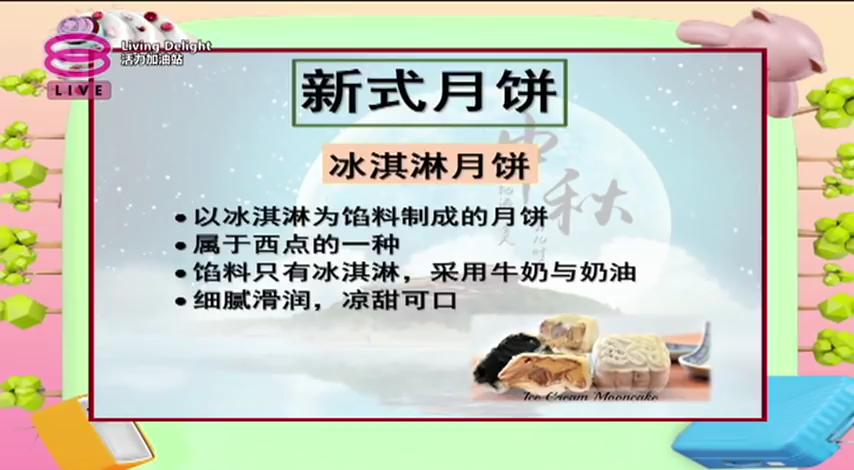 Living Delight
活力加油站
LIVE
新式月饼
冰淇淋月饼
中秋
• 以冰淇淋为馅料制成的月饼
• 属于西点的一种
• 馅料只有冰淇淋，采用牛奶与奶油
• 细腻滑润，凉甜可口
Ice Cream Mooncake